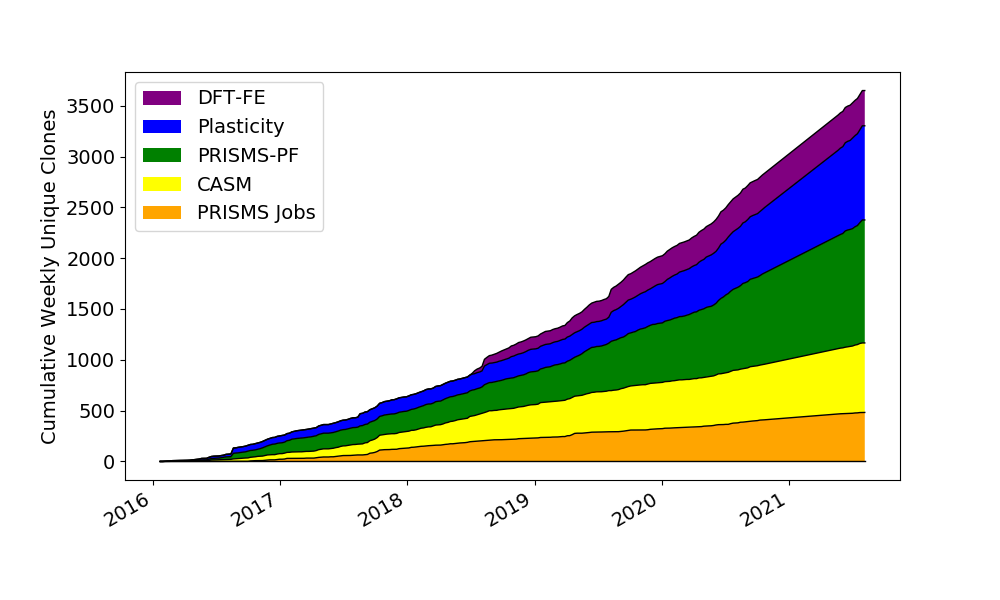 DFT-FE
Plasticity
PRISMS-PF
CASM
PRISMS Jobs
Cumulative Weekly Unique Clones
3500
3000
2500
2000
1500
1000
500
0
2016 2017 2018 2019 2020 2021